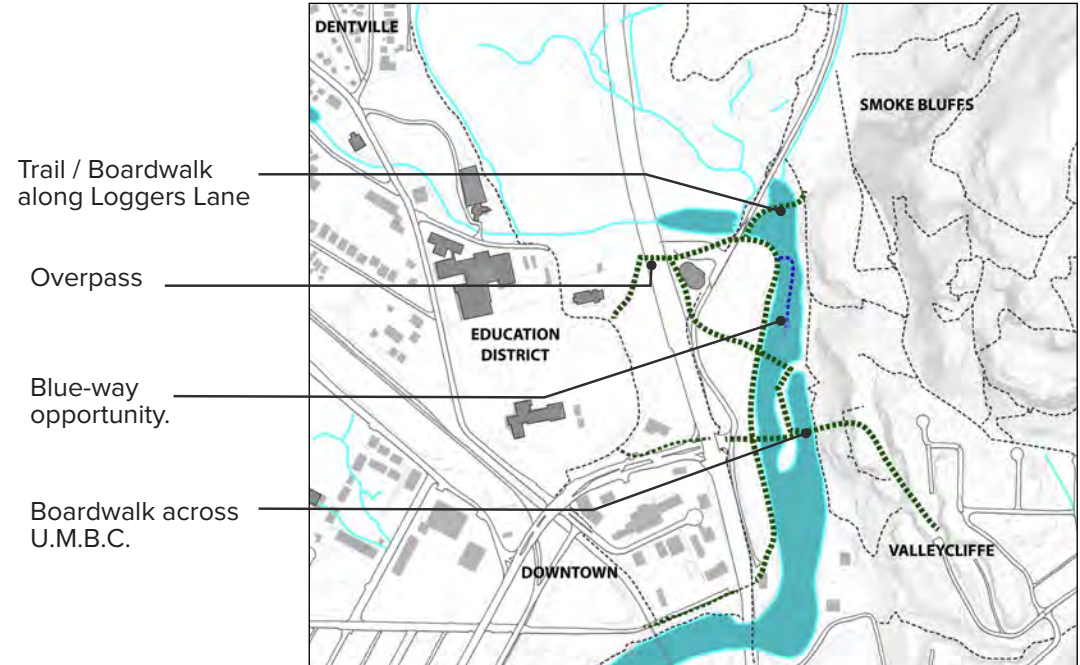 DENTVILLE
SMOKE BLUFFS
Trail / Boardwalk
along Loggers Lane
Overpass
EDUCATION
DISTRICT
Blue-way
opportunity.
Boardwalk across
U.M.B.C.
VALLEYCLIFFE
DOWNTOWN